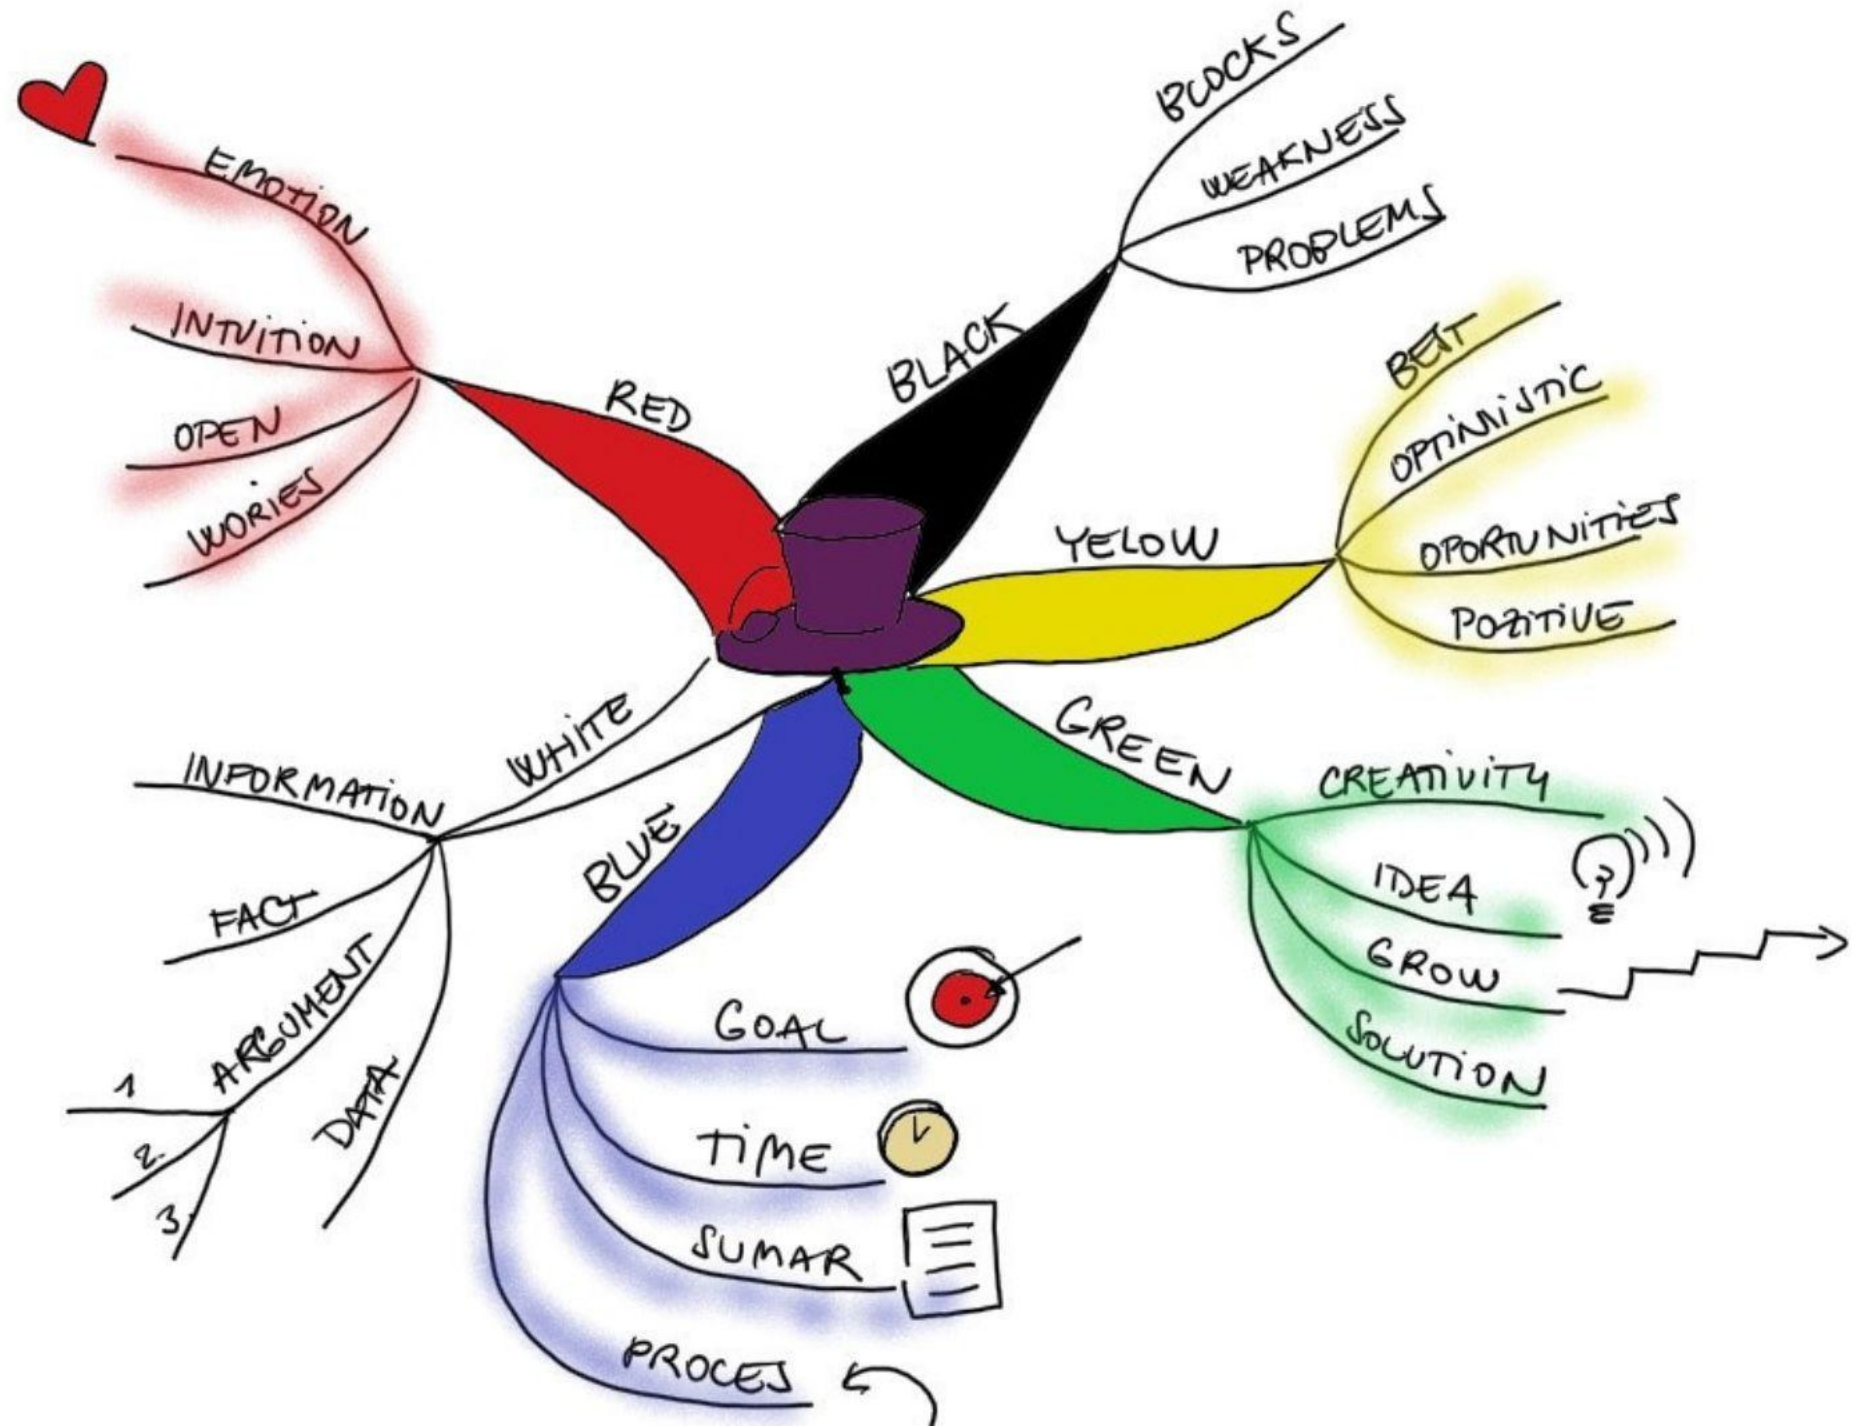 BLOCKS
WEAKNESS
PROBLEMS
BLACK
EMOTION
INTUITION
OPEN
WORIES
RED
BEST
OPTIMISTIC
OPORTUNITIES
POZITIVE
YELOW
WHITE
INFORMATION
FACT
ARGUMENT
1
2.
3.
DATA
BLUE
GOAL
TIME
SUMAR
PROCES
GREEN
CREATIVITY
IDEA
?
GROW
SOLUTION